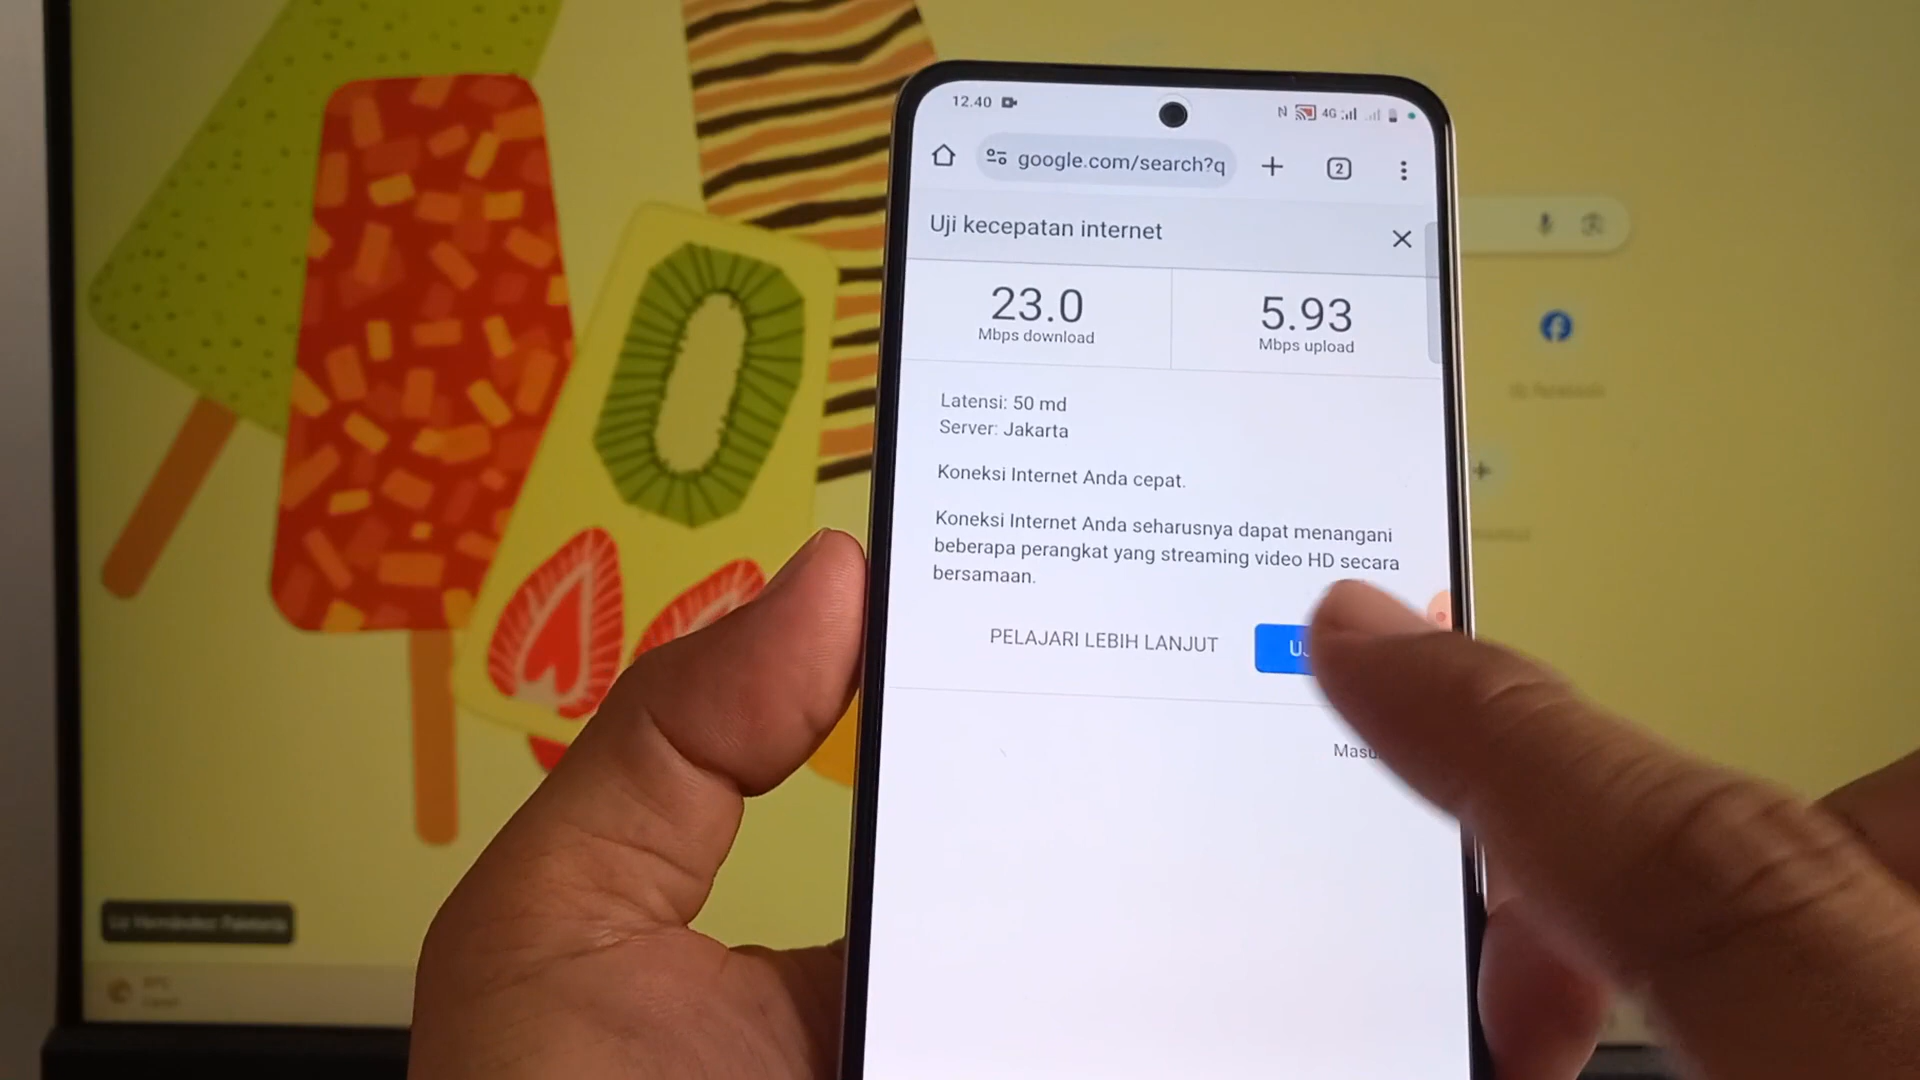 12.40
4G
google.com/search?q
2
Uji kecepatan internet
23.0
Mbps download
5.93
Mbps upload
Latensi: 50 md
Server: Jakarta
Koneksi Internet Anda cepat.
Koneksi Internet Anda seharusnya dapat menangani
beberapa perangkat yang streaming video HD secara
bersamaan.
PELAJARI LEBIH LANJUT